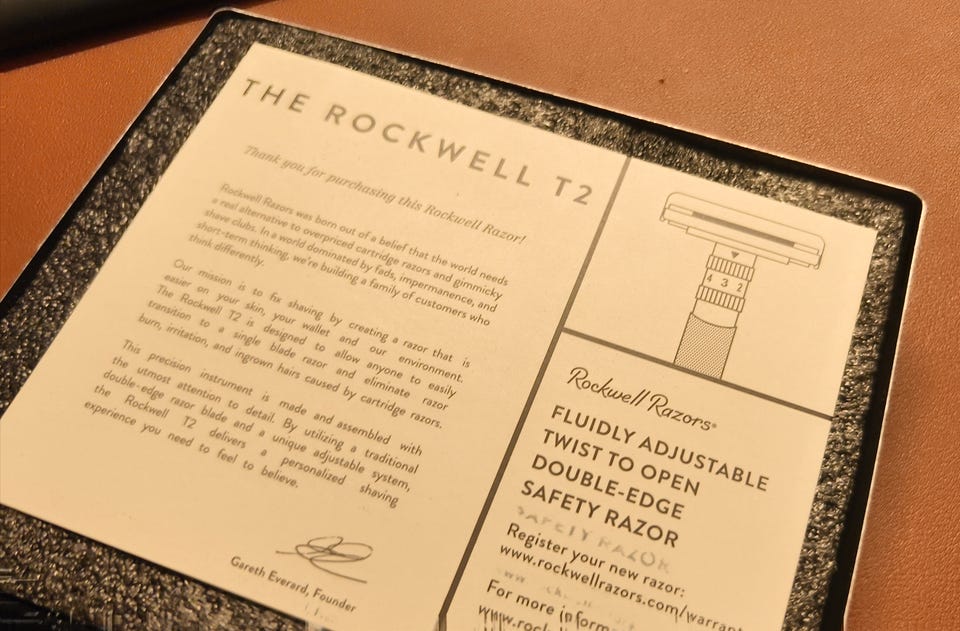 THE ROCKWELL T2
Thank you for purchasing this Rockwell Razor!
Rockwell Razors was born out of a belief that the world needs
a real alternative to overpriced cartridge razors and gimmicky
shave clubs. In a world dominated by fads, impermanence, and
short-term thinking, we're building a family of customers who
think differently.
Our mission is to fix shaving by creating a razor that is
easier on your skin, your wallet and our environment.
The Rockwell T2 is designed to allow anyone to easily
transition to a single blade razor and eliminate razor
burn, irritation, and ingrown hairs caused by cartridge razors.
This precision instrument is made and assembled with
the utmost attention to detail. By utilizing a traditional
double-edge razor blade and a unique adjustable system,
the Rockwell T2 delivers a personalized shaving
experience you need to feel to believe.
Gareth Everard, Founder
4 3 2
Rockwell Razors®
FLUIDLY ADJUSTABLE
TWIST TO OPEN
DOUBLE-EDGE
SAFETY RAZOR
SAFETY RAZOR
Register your new razor:
www.rockwellrazors.com/warrant
For more inform
www.rock